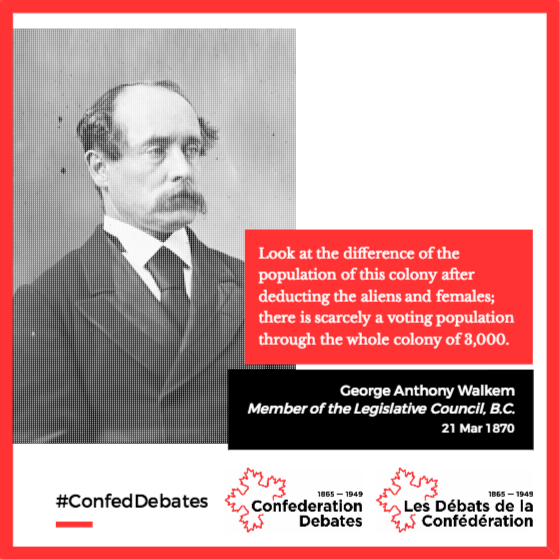 Look at the difference of the
population of this colony after
deducting the aliens and females;
there is scarcely a voting population
through the whole colony of 3,000.
George Anthony Walkem
Member of the Legislative Council, B.C.
21 Mar 1870
#ConfedDebates
1865 — 1949
Confederation
Debates
1865 — 1949
Les Débats de la
Confédération